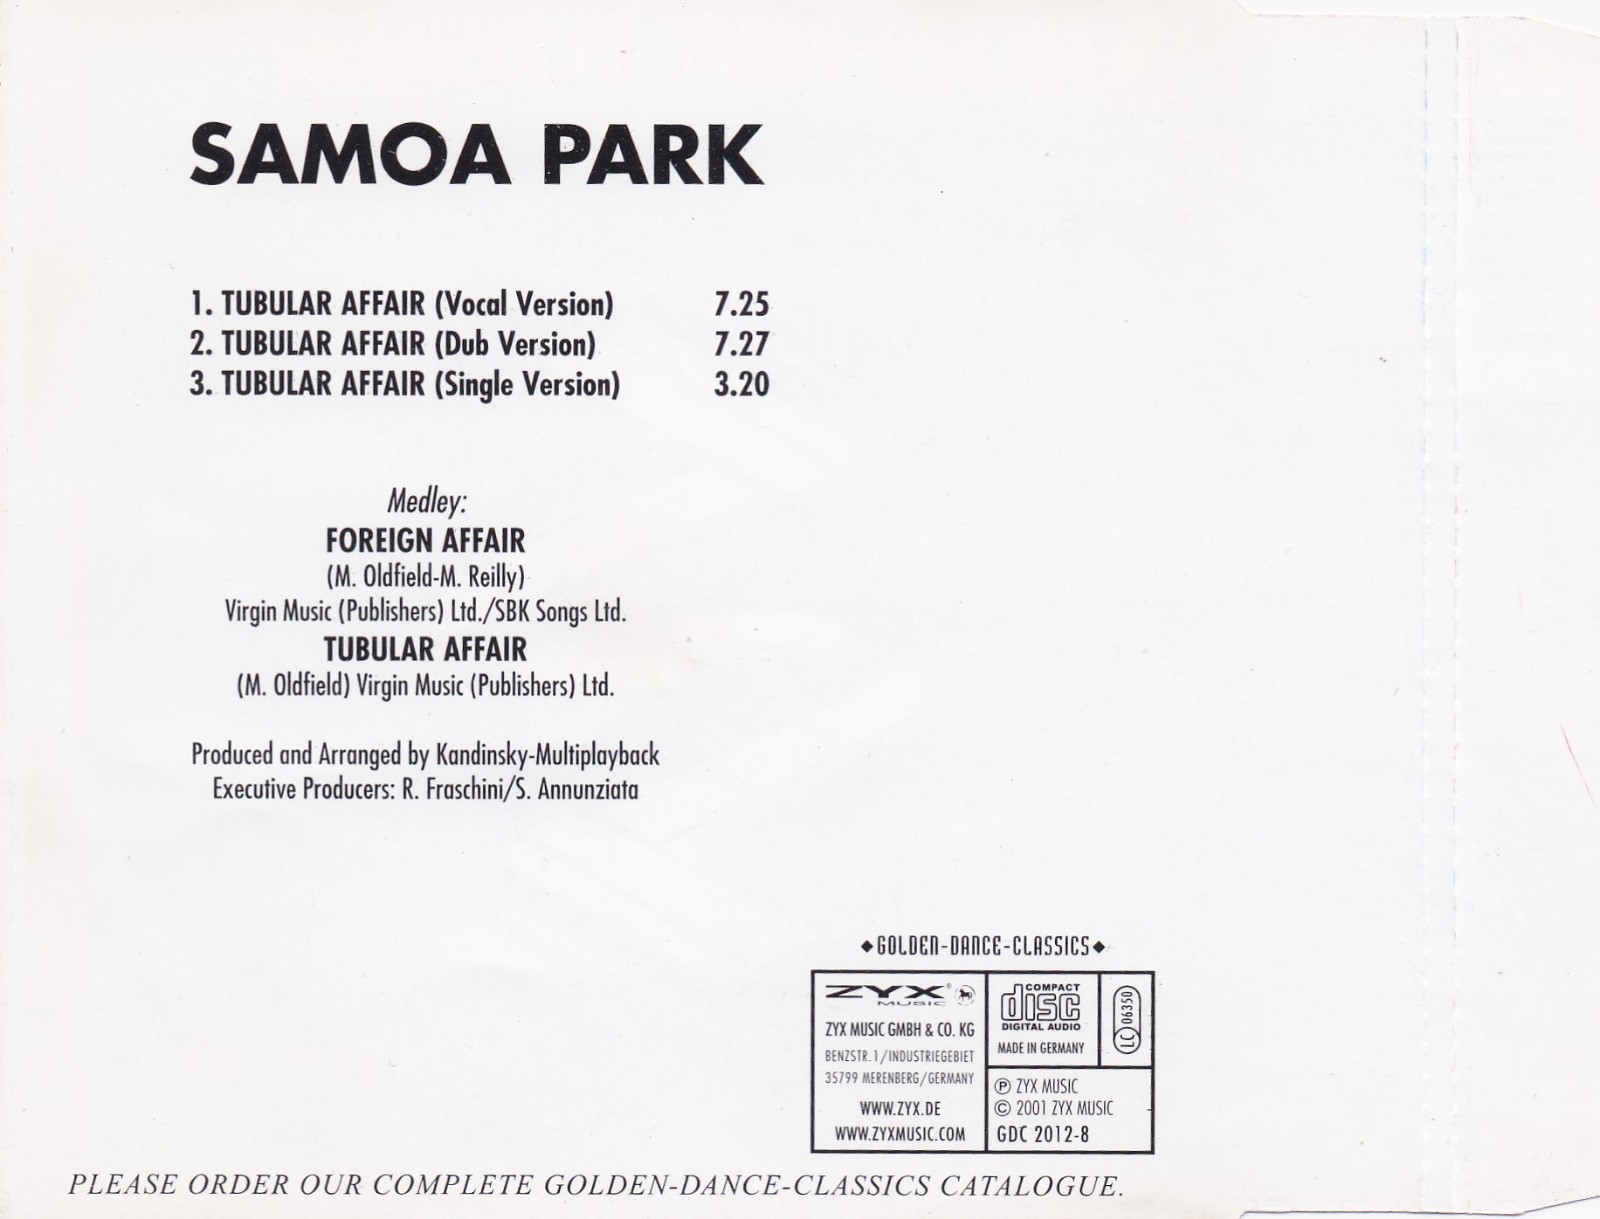 SAMOA PARK
1. TUBULAR AFFAIR (Vocal Version) 7.25
2. TUBULAR AFFAIR (Dub Version) 7.27
3. TUBULAR AFFAIR (Single Version) 3.20
Medley:
FOREIGN AFFAIR
(M. Oldfield-M. Reilly)
Virgin Music (Publishers) Ltd./SBK Songs Ltd.
TUBULAR AFFAIR
(M. Oldfield) Virgin Music (Publishers) Ltd.
Produced and Arranged by Kandinsky-Multiplayback
Executive Producers: R. Fraschini/S. Annunziata
◆GOLDEN-DANCE-CLASSICS◆
ZYX®
MUSIC
ZYX MUSIC GMBH & CO. KG
BENZSTR.1/INDUSTRIEGEBIET
35799 MERENBERG/GERMANY
WWW.ZYX.DE
WWW.ZYXMUSIC.COM
COMPACT
disc
DIGITAL AUDIO
MADE IN GERMANY
LC 06350
Ⓟ ZYX MUSIC
© 2001 ZYX MUSIC
GDC 2012-8
PLEASE ORDER OUR COMPLETE GOLDEN-DANCE-CLASSICS CATALOGUE.